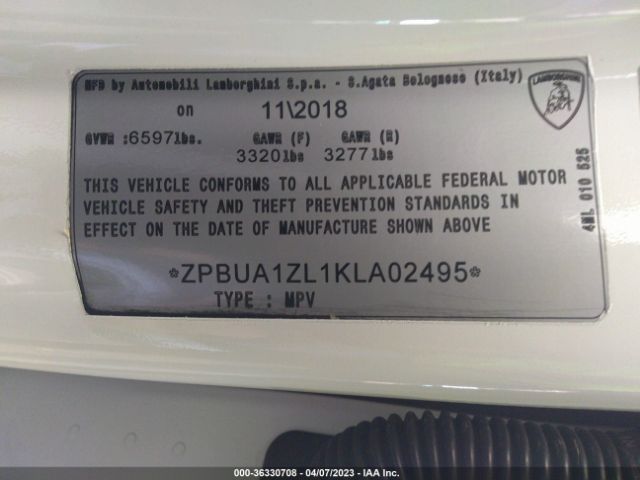 MFD by Automobili Lamborghini S.p.a. - S.Agata Bolognese (Italy)
on 11\2018
GVWR :6597lbs. GAWR (F) GAWR (R)
3320lbs 3277lbs
THIS VEHICLE CONFORMS TO ALL APPLICABLE FEDERAL MOTOR
VEHICLE SAFETY AND THEFT PREVENTION STANDARDS IN
EFFECT ON THE DATE OF MANUFACTURE SHOWN ABOVE
*ZPBUA1ZL1KLA02495*
TYPE : MPV
LAMBORGHINI
4ML 010 525
000-36330708 - 04/07/2023 - IAA Inc.